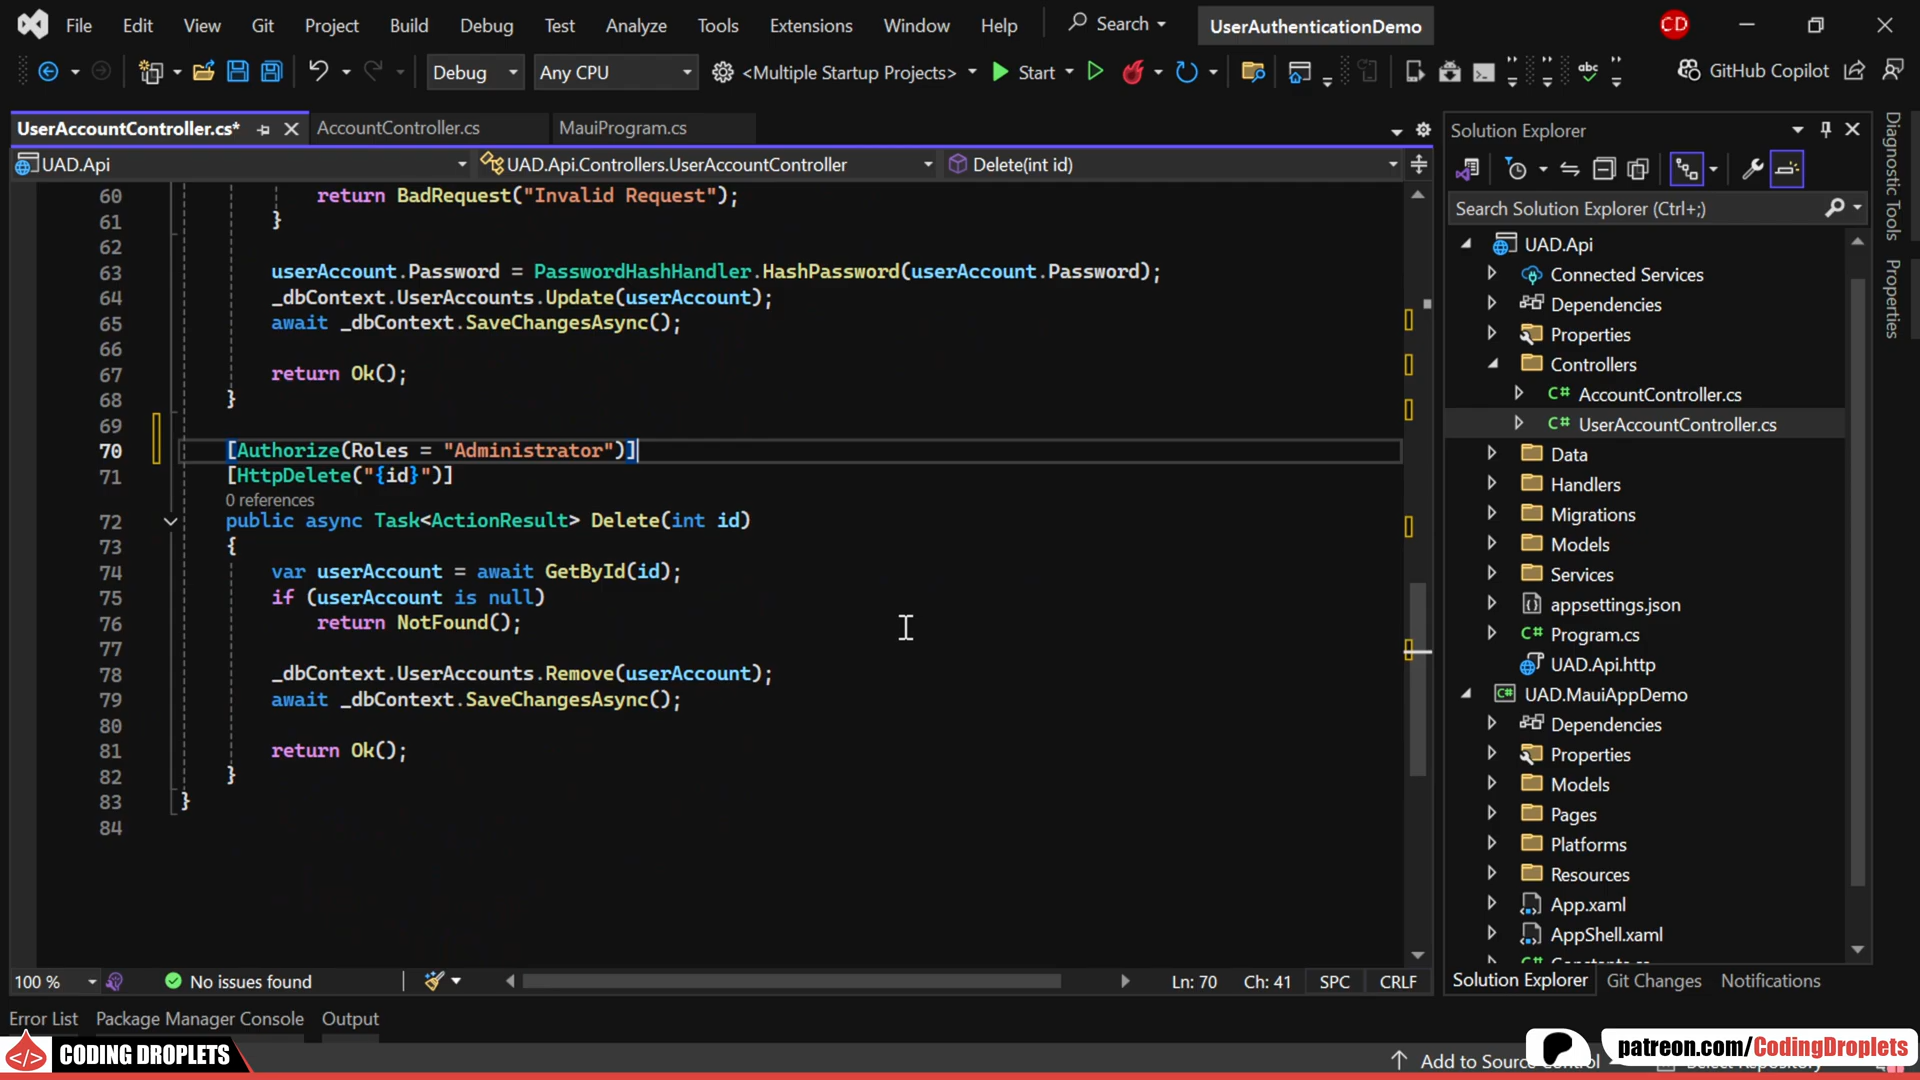 File Edit View Git Project Build Debug Test Analyze Tools Extensions Window Help Search UserAuthenticationDemo CD
Debug Any CPU <Multiple Startup Projects> Start abc GitHub Copilot
UserAccountController.cs* AccountController.cs MauiProgram.cs
UAD.Api UAD.Api.Controllers.UserAccountController Delete(int id)
60 return BadRequest("Invalid Request");
61 }
62
63 userAccount.Password = PasswordHashHandler.HashPassword(userAccount.Password);
64 _dbContext.UserAccounts.Update(userAccount);
65 await _dbContext.SaveChangesAsync();
66
67 return Ok();
68 }
69
70 [Authorize(Roles = "Administrator")]
71 [HttpDelete("{id}")]
0 references
72 public async Task<ActionResult> Delete(int id)
73 {
74 var userAccount = await GetById(id);
75 if (userAccount is null)
76 return NotFound();
77
78 _dbContext.UserAccounts.Remove(userAccount);
79 await _dbContext.SaveChangesAsync();
80
81 return Ok();
82 }
83 }
84
100 % No issues found Ln: 70 Ch: 41 SPC CRLF
Error List Package Manager Console Output
Solution Explorer
Search Solution Explorer (Ctrl+;)
UAD.Api
Connected Services
Dependencies
Properties
Controllers
C# AccountController.cs
C# UserAccountController.cs
Data
Handlers
Migrations
Models
Services
appsettings.json
C# Program.cs
UAD.Api.http
C# UAD.MauiAppDemo
Dependencies
Properties
Models
Pages
Platforms
Resources
App.xaml
AppShell.xaml
Solution Explorer Git Changes Notifications
Diagnostic Tools
Properties
</> CODING DROPLETS
Add to Source Control
patreon.com/CodingDroplets